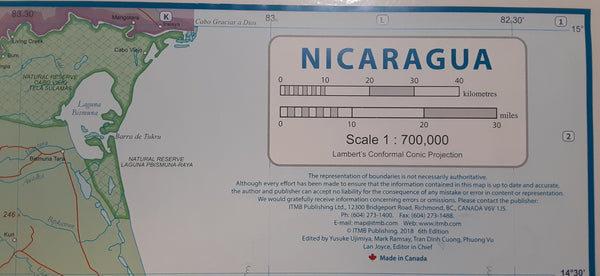 Mangolara
K
83
L
82.30'
1
15°
Cabo Gracias a Dios
Living Creek
Bum
Cabo Viejo
NATURAL RESERVE
CABO VIEJO
TELA SULAMAS
Laguna
Bismuna
Barra de Tukru
Bismuna Tara
NATURAL RESERVE
LAGUNA PBISMUNA-RAYA
246
Kuri
14°30'
2
NICARAGUA
0 10 20 30 40
kilometres
0 10 20 30
miles
Scale 1 : 700,000
Lambert's Conformal Conic Projection
The representation of boundaries is not necessarily authoritative.
Although every effort has been made to ensure that the information contained in this map is up to date and accurate,
the author and publisher can accept no liability for the consequence of any mistake or error in content or representation.
We would gratefully receive information concerning errors or omissions. Please contact the publisher:
ITMB Publishing Ltd., 12300 Bridgeport Road, Richmond, BC., CANADA V6V 1J5.
Ph: (604) 273-1400. Fax: (604) 273-1488.
E-mail: map@itmb.com Web: www.itmb.com
© ITMB Publishing, 2018 6th Edition
Edited by Yusuke Ujimiya, Mark Ramsay, Tran Dinh Cuong, Phuong Vu
Lan Joyce, Editor in Chief
Made in Canada